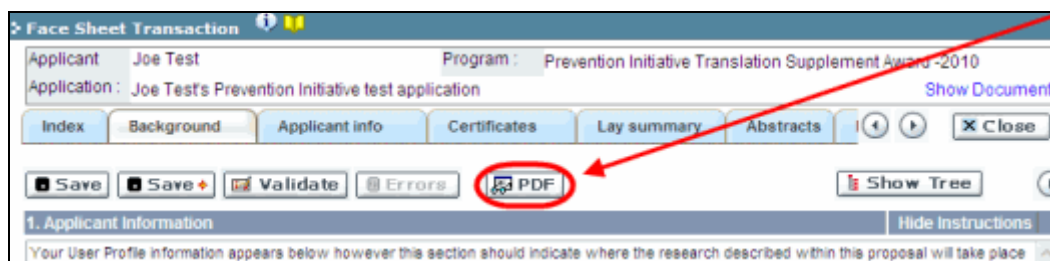 Face Sheet Transaction
Applicant Joe Test Program : Prevention Initiative Translation Supplement Award -2010
Application : Joe Test's Prevention Initiative test application Show Document
Index Background Applicant info Certificates Lay summary Abstracts Close
Save Save Validate Errors PDF Show Tree
1. Applicant Information Hide Instructions
Your User Profile information appears below however this section should indicate where the research described within this proposal will take place